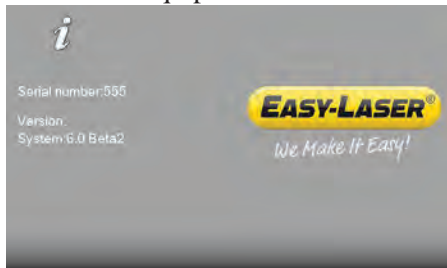 i
Serial number:555
Version:
System:6.0 Beta2
EASY-LASER®
We Make It Easy!